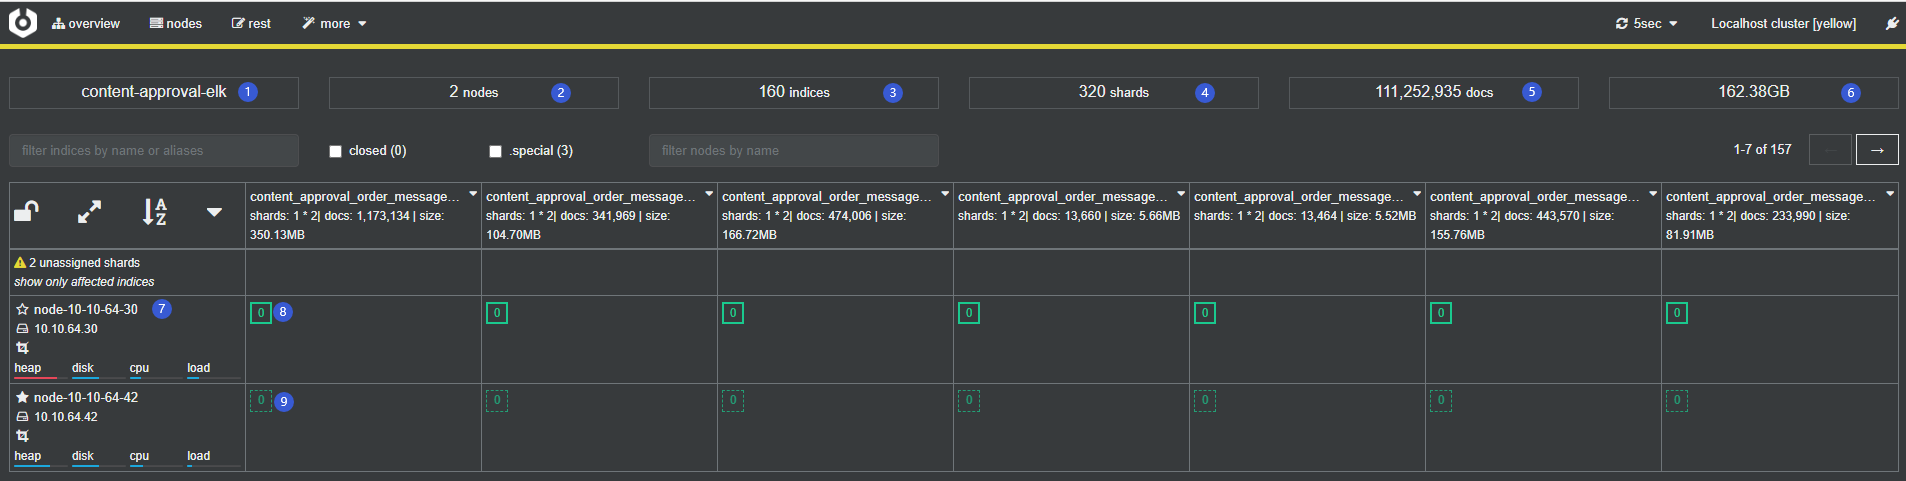 overview nodes rest more 5sec Localhost cluster [yellow]
content-approval-elk 1 2 nodes 2 160 indices 3 320 shards 4 111,252,935 docs 5 162.38GB 6
filter indices by name or aliases closed (0) .special (3) filter nodes by name 1-7 of 157 ← →
A
Z
content_approval_order_message...
shards: 1 * 2| docs: 1,173,134 | size:
350.13MB
content_approval_order_message...
shards: 1 * 2| docs: 341,969 | size:
104.70MB
content_approval_order_message...
shards: 1 * 2| docs: 474,006 | size:
166.72MB
content_approval_order_message...
shards: 1 * 2| docs: 13,660 | size: 5.66MB
content_approval_order_message...
shards: 1 * 2| docs: 13,464 | size: 5.52MB
content_approval_order_message...
shards: 1 * 2| docs: 443,570 | size:
155.76MB
content_approval_order_message...
shards: 1 * 2| docs: 233,990 | size:
81.91MB
2 unassigned shards
show only affected indices
node-10-10-64-30 7 0 8 0 0 0 0 0 0
10.10.64.30
heap disk cpu load
node-10-10-64-42 0 9 0 0 0 0 0 0
10.10.64.42
heap disk cpu load